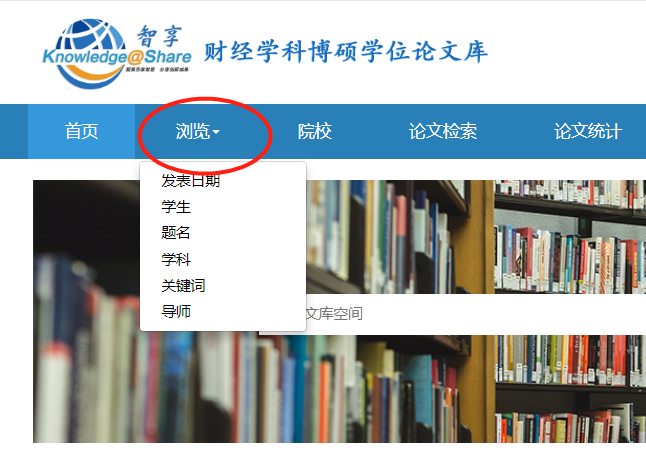 智享
Knowledge@Share
财经学科博硕学位论文库
首页
浏览
院校
论文检索
论文统计
发表日期
学生
题名
学科
关键词
导师
文库空间